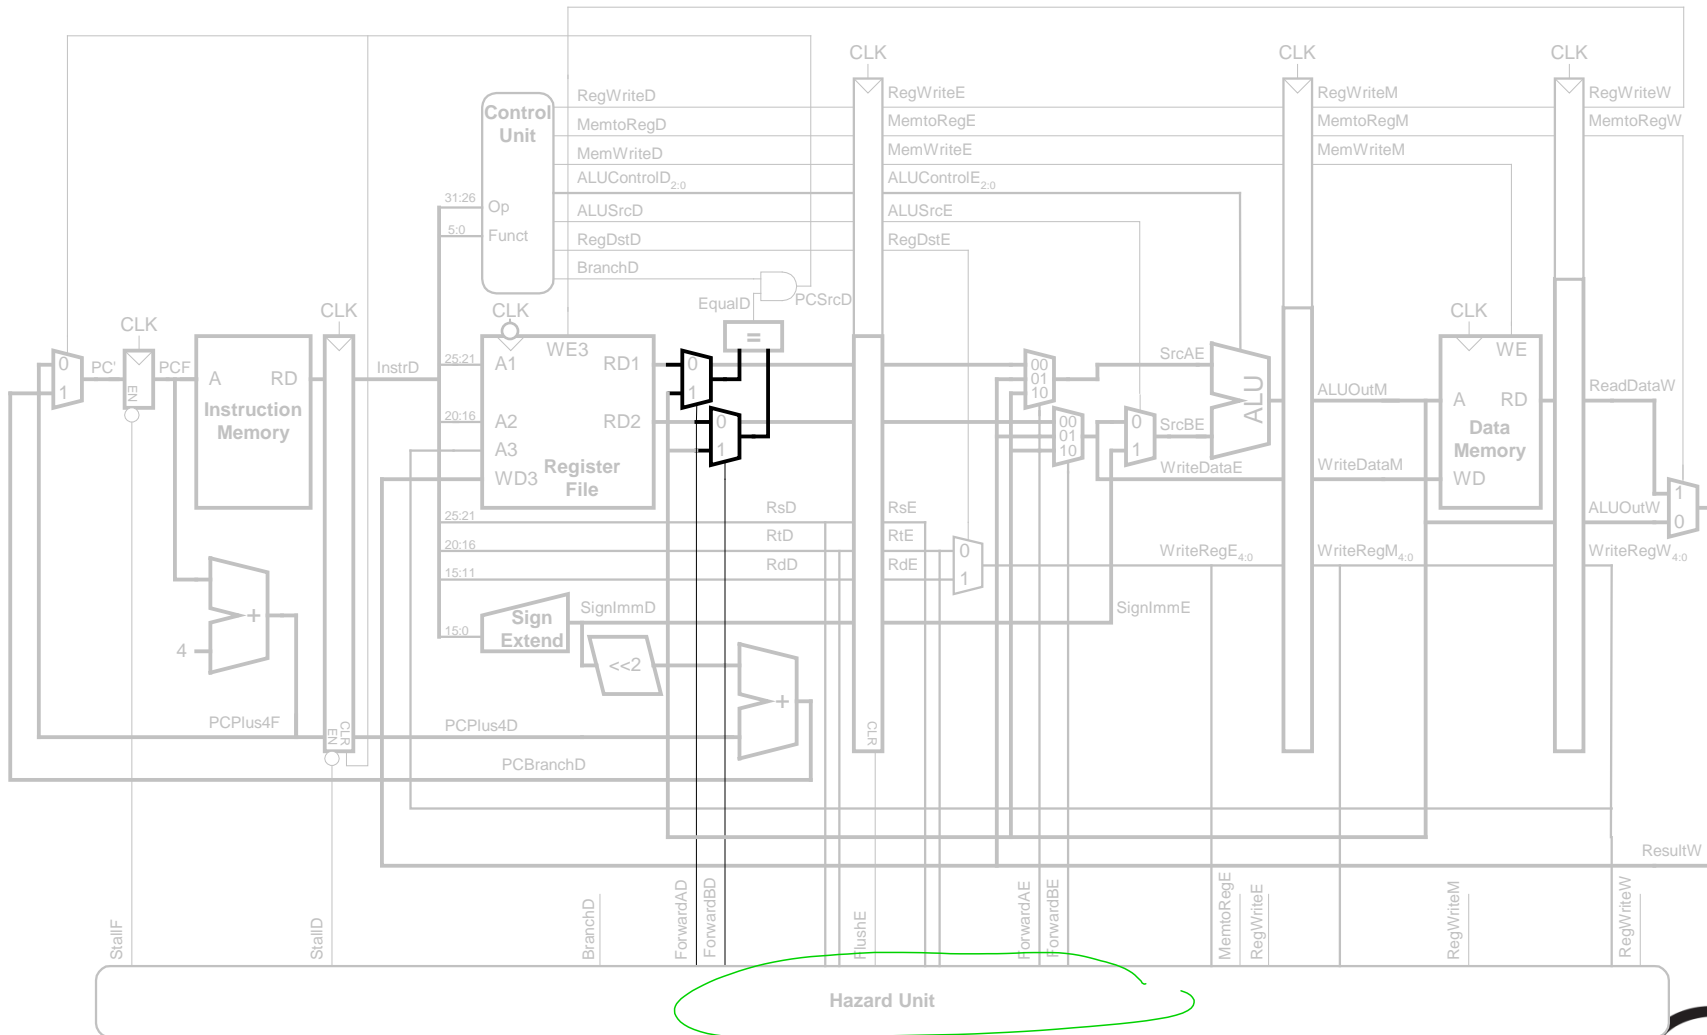 CLK CLK CLK
RegWriteD RegWriteE RegWriteM RegWriteW
Control Unit
MemtoRegD MemtoRegE MemtoRegM MemtoRegW
MemWriteD MemWriteE MemWriteM
ALUControlD2:0 ALUControlE2:0
31:26 Op ALUSrcD ALUSrcE
5:0 Funct RegDstD RegDstE
BranchD
EqualD PCSrcD
CLK CLK CLK CLK
=
WE3 WE
0 PC' PCF A RD InstrD 25:21 A1 RD1 0 00 SrcAE
1 EN 1 01
10
Instruction Memory
20:16 A2 RD2 0 00 0 SrcBE ALU ALUOutM A RD ReadDataW
A3 1 01 1
10
Data Memory
WD3 Register File WriteDataE WriteDataM WD
1
25:21 RsD RsE ALUOutW 0
20:16 RtD RtE 0 WriteRegE4:0 WriteRegM4:0 WriteRegW4:0
15:11 RdD RdE 1
+ Sign Extend SignImmD SignImmE
15:0
4 <<2
+
PCPlus4F EN CLR PCPlus4D CLR
PCBranchD
ResultW
StallF StallD BranchD ForwardAD ForwardBD FlushE ForwardAE ForwardBE MemtoRegE RegWriteE RegWriteM RegWriteW
Hazard Unit